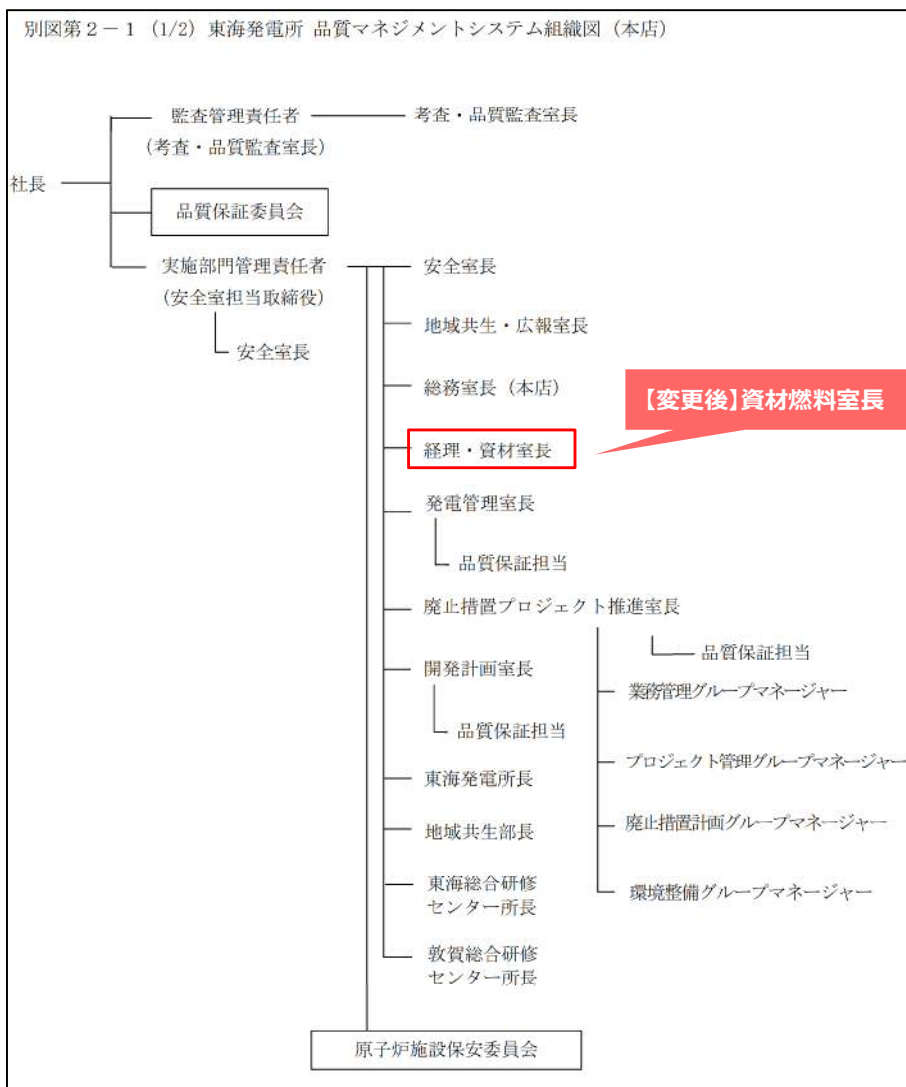 別図第２－１ (1/2) 東海発電所 品質マネジメントシステム組織図（本店）
監査管理責任者
考査・品質監査室長
(考査・品質監査室長)
社長
品質保証委員会
実施部門管理責任者
安全室長
(安全室担当取締役)
地域共生・広報室長
安全室長
総務室長（本店）
【変更後】資材燃料室長
経理・資材室長
発電管理室長
品質保証担当
廃止措置プロジェクト推進室長
品質保証担当
開発計画室長
業務管理グループマネージャー
品質保証担当
プロジェクト管理グループマネージャー
東海発電所長
廃止措置計画グループマネージャー
地域共生部長
東海総合研修
センター所長
環境整備グループマネージャー
敦賀総合研修
センター所長
原子炉施設保安委員会